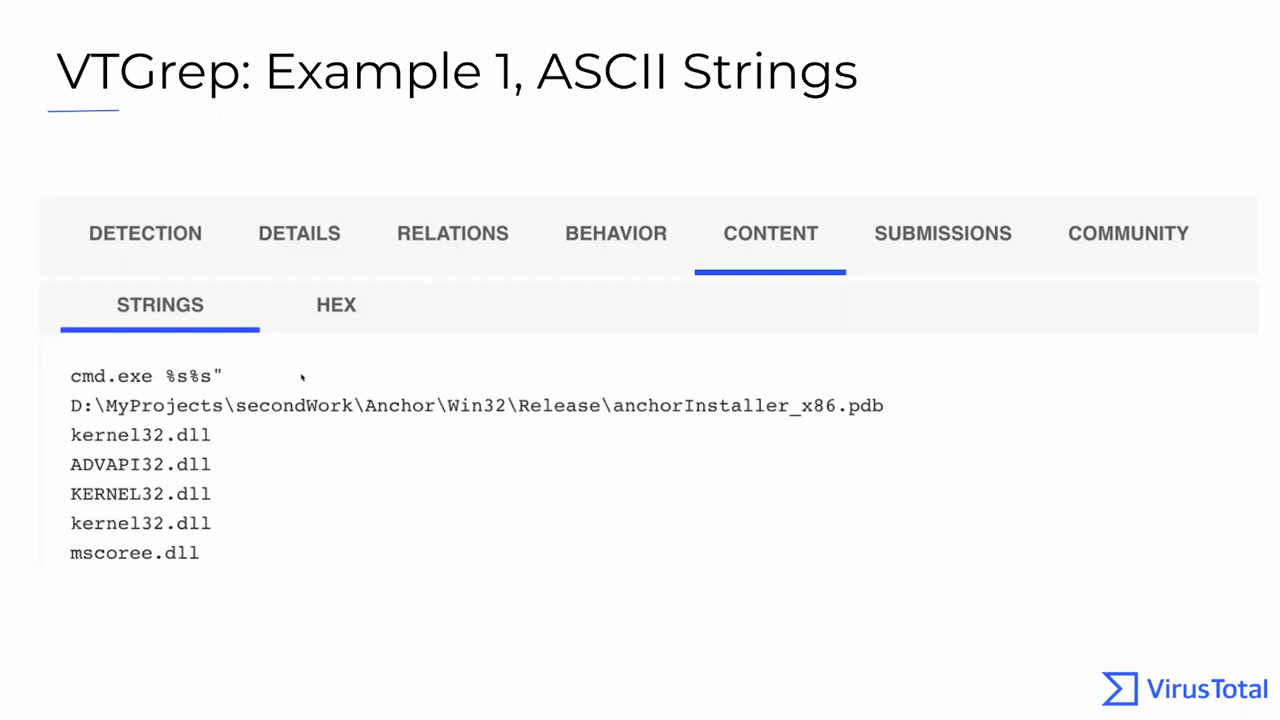 VTGrep: Example 1, ASCII Strings
DETECTION DETAILS RELATIONS BEHAVIOR CONTENT SUBMISSIONS COMMUNITY
STRINGS HEX
cmd.exe %s%s"
D:\MyProjects\secondWork\Anchor\Win32\Release\anchorInstaller_x86.pdb
kernel32.dll
ADVAPI32.dll
KERNEL32.dll
kernel32.dll
mscoree.dll
VirusTotal